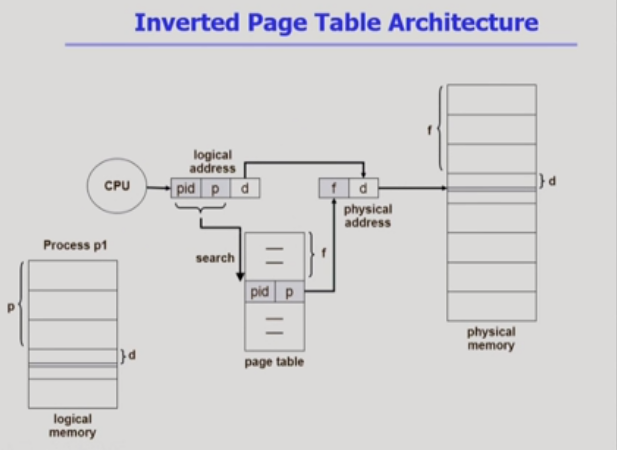 Inverted Page Table Architecture
logical
address
CPU
pid p d
f d
physical
address
f
d
Process p1
search
f
pid p
page table
p
d
logical
memory
physical
memory